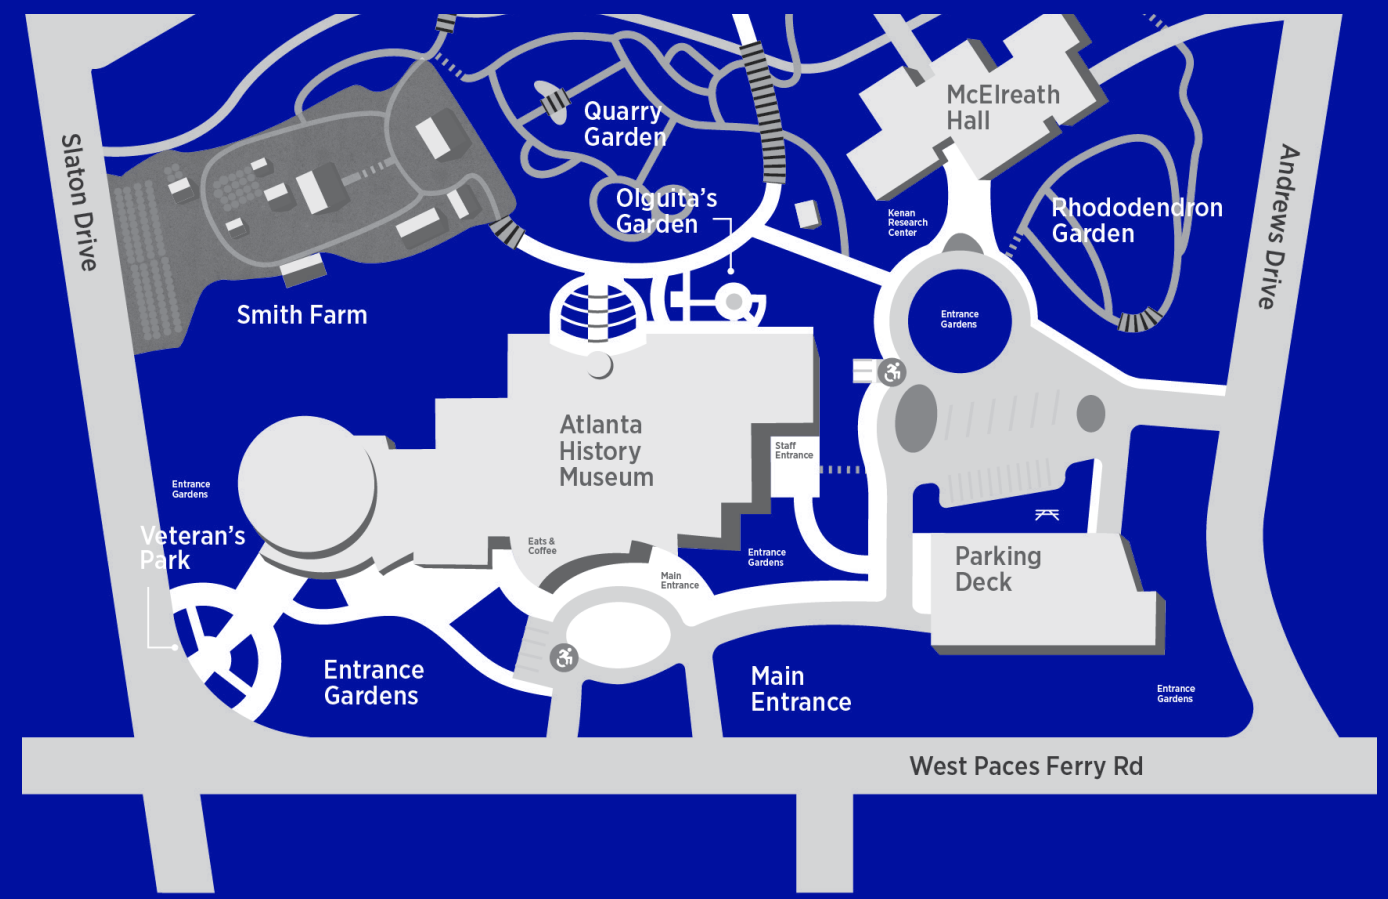 McElreath
Hall
Quarry
Garden
Slaton Drive
Andrews Drive
Olguita's
Garden
Kenan
Research
Center
Rhododendron
Garden
Smith Farm
Entrance
Gardens
Atlanta
History
Museum
Staff
Entrance
Entrance
Gardens
Veteran's
Park
Eats &
Coffee
Main
Entrance
Entrance
Gardens
Parking
Deck
Entrance
Gardens
Main
Entrance
Entrance
Gardens
West Paces Ferry Rd